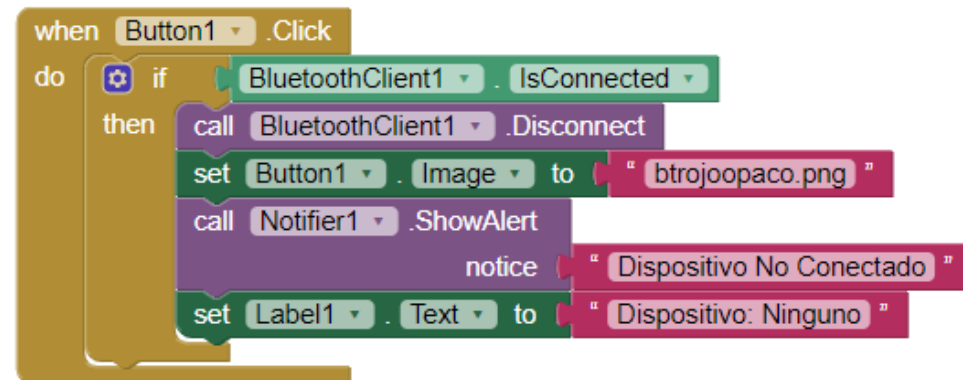 when Button1 .Click
do if BluetoothClient1 . IsConnected
then call BluetoothClient1 .Disconnect
set Button1 . Image to " btrojoopaco.png "
call Notifier1 .ShowAlert
notice " Dispositivo No Conectado "
set Label1 . Text to " Dispositivo: Ninguno "